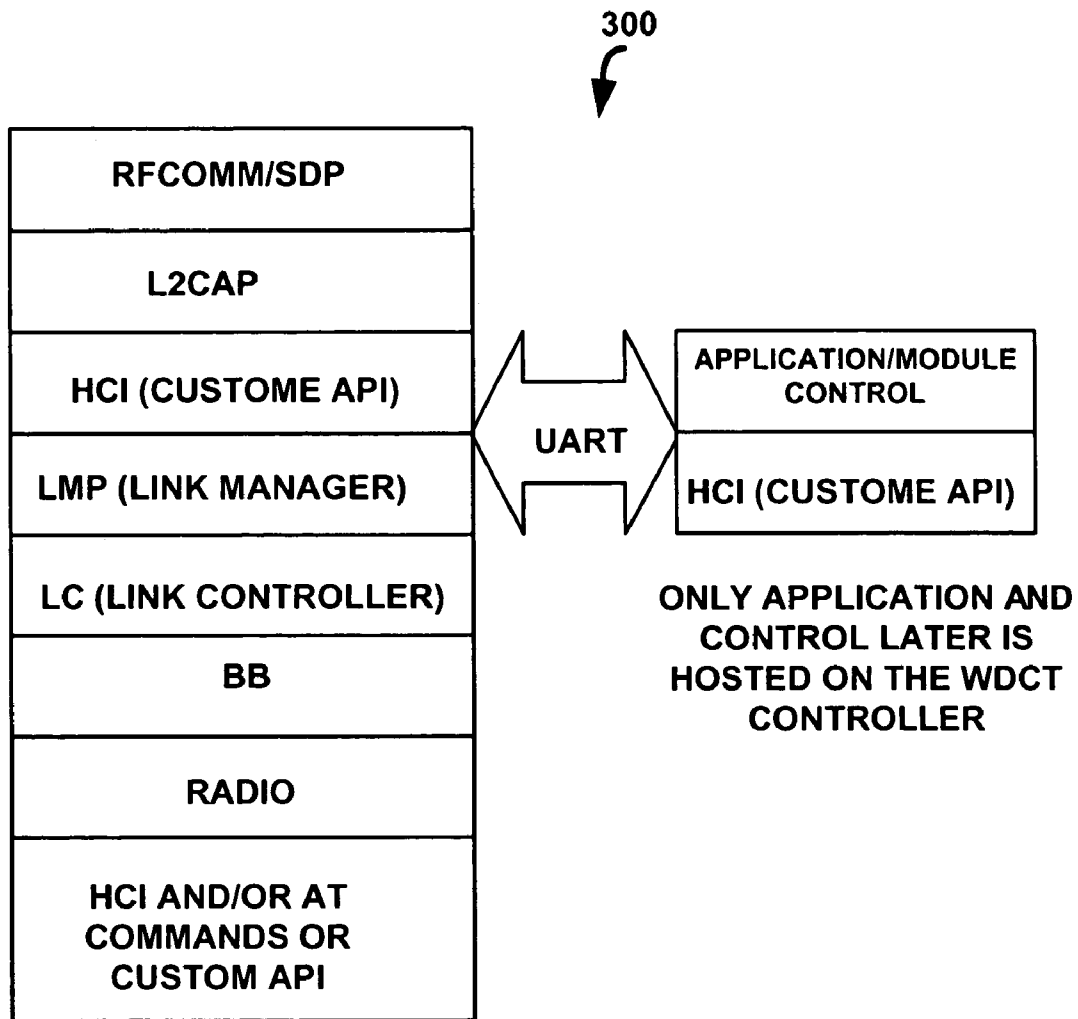 300
RFCOMM/SDP
L2CAP
HCI (CUSTOME API)
LMP (LINK MANAGER)
LC (LINK CONTROLLER)
BB
RADIO
HCI AND/OR AT
COMMANDS OR
CUSTOM API
UART
APPLICATION/MODULE
CONTROL
HCI (CUSTOME API)
ONLY APPLICATION AND
CONTROL LATER IS
HOSTED ON THE WDCT
CONTROLLER